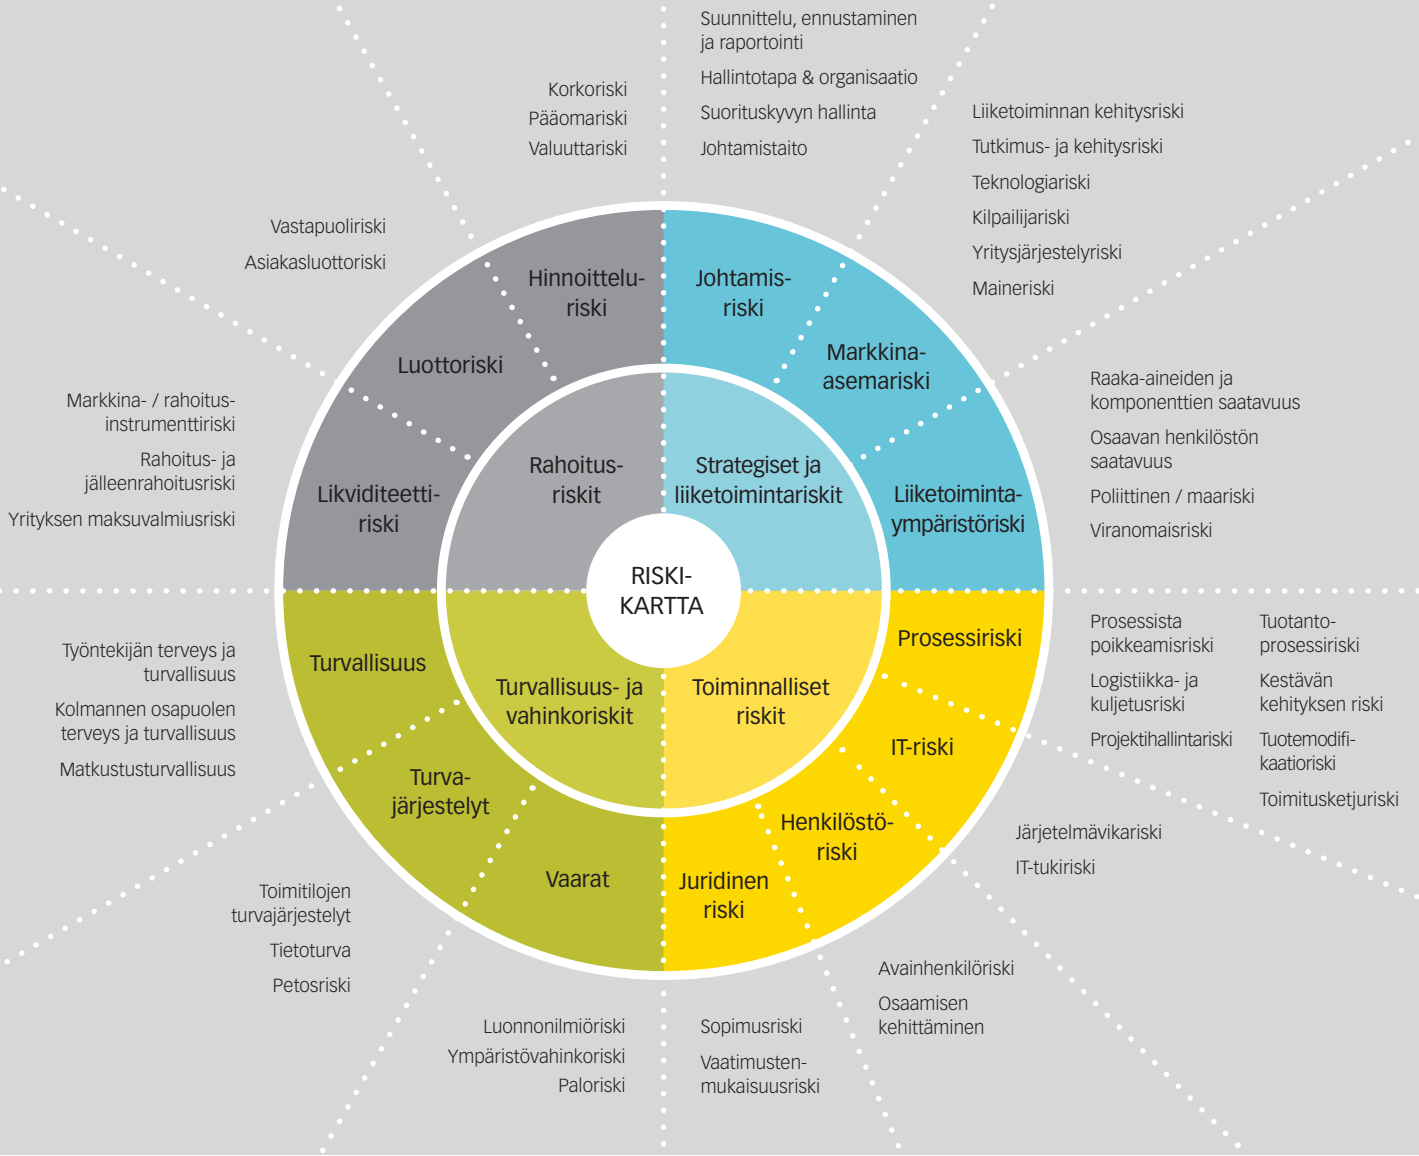 Suunnittelu, ennustaminen
ja raportointi
Hallintotapa & organisaatio
Suorituskyvyn hallinta
Johtamistaito
Korkoriski
Pääomariski
Valuuttariski
Liiketoiminnan kehitysriski
Tutkimus- ja kehitysriski
Teknologiariski
Kilpailijariski
Yritysjärjestelyriski
Maineriski
Vastapuoliriski
Asiakasluottoriski
Hinnoittelu-
riski
Johtamis-
riski
Luottoriski
Markkina-
asemariski
Markkina- / rahoitus-
instrumenttiriski
Rahoitus- ja
jälleenrahoitusriski
Yrityksen maksuvalmiusriski
Likviditeetti-
riski
Rahoitus-
riskit
Strategiset ja
liiketoimintariskit
Liiketoiminta-
ympäristöriski
Raaka-aineiden ja
komponenttien saatavuus
Osaavan henkilöstön
saatavuus
Poliittinen / maariski
Viranomaisriski
RISKI-
KARTTA
Työntekijän terveys ja
turvallisuus
Kolmannen osapuolen
terveys ja turvallisuus
Matkustusturvallisuus
Turvallisuus
Turvallisuus- ja
vahinkoriskit
Toiminnalliset
riskit
Prosessiriski
Prosessista
poikkeamisriski
Logistiikka- ja
kuljetusriski
Projektihallintariski
Tuotanto-
prosessiriski
Kestävän
kehityksen riski
Tuotemodifi-
kaatioriski
Toimitusketjuriski
Turva-
järjestelyt
IT-riski
Henkilöstö-
riski
Vaarat
Juridinen
riski
Järjetelmävikariski
IT-tukiriski
Toimitilojen
turvajärjestelyt
Tietoturva
Petosriski
Avainhenkilöriski
Osaamisen
kehittäminen
Luonnonilmiöriski
Ympäristövahinkoriski
Paloriski
Sopimusriski
Vaatimusten-
mukaisuusriski